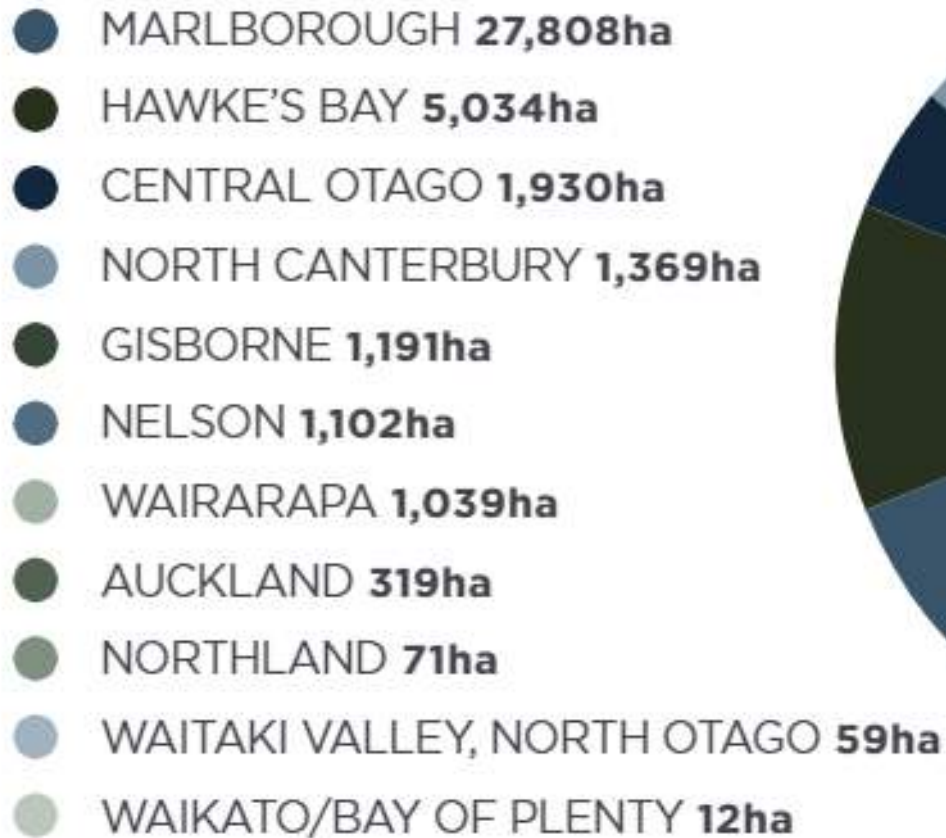 MARLBOROUGH 27,808ha
HAWKE'S BAY 5,034ha
CENTRAL OTAGO 1,930ha
NORTH CANTERBURY 1,369ha
GISBORNE 1,191ha
NELSON 1,102ha
WAIRARAPA 1,039ha
AUCKLAND 319ha
NORTHLAND 71ha
WAITAKI VALLEY, NORTH OTAGO 59ha
WAIKATO/BAY OF PLENTY 12ha